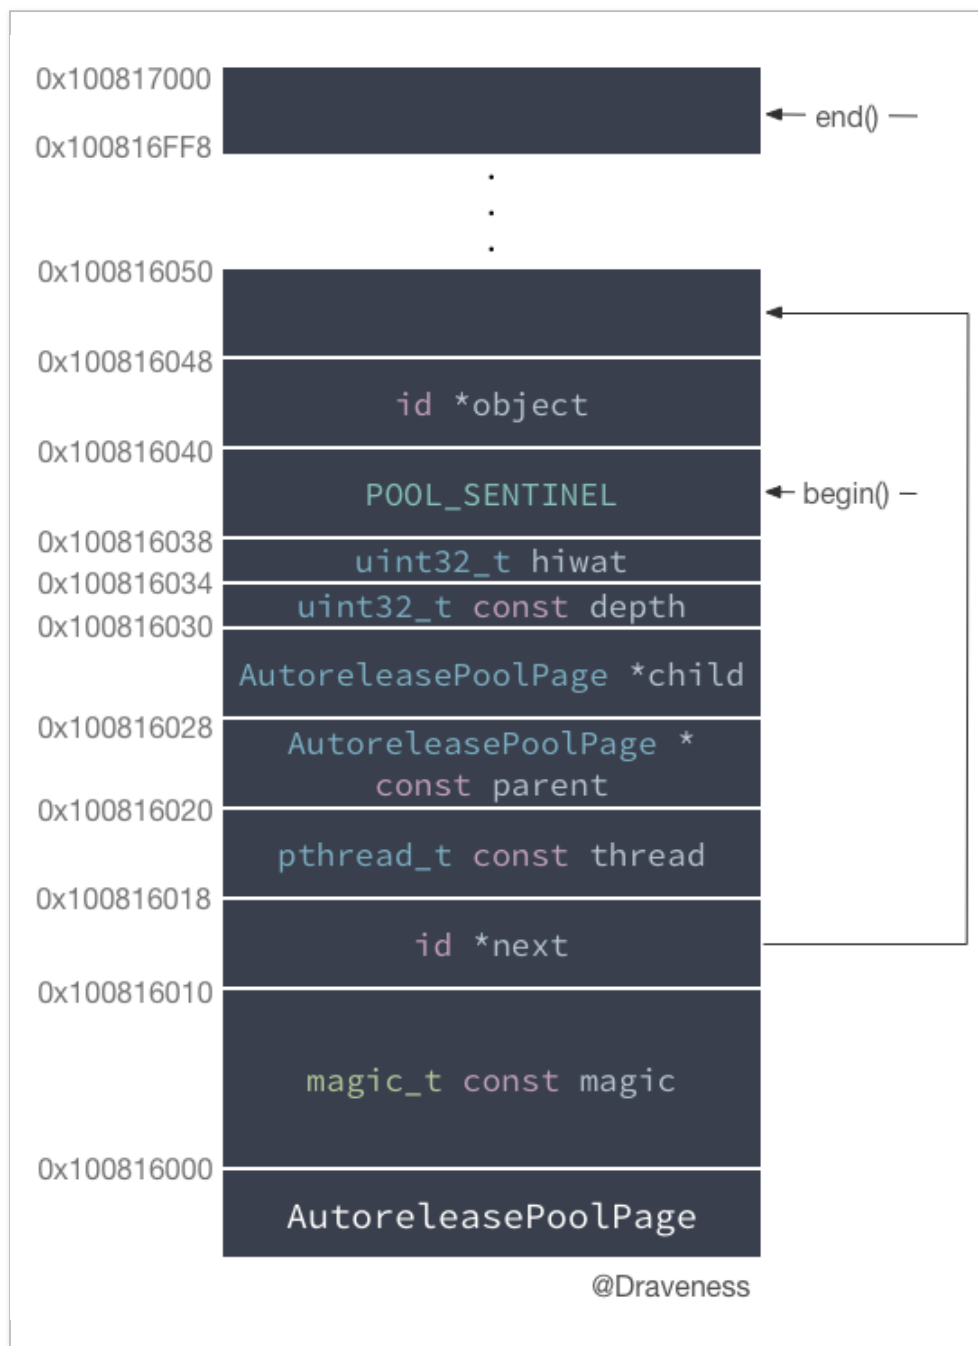 0x100817000
← end() —
0x100816FF8
0x100816050
0x100816048
id *object
0x100816040
POOL_SENTINEL
← begin() —
0x100816038
uint32_t hiwat
0x100816034
uint32_t const depth
0x100816030
AutoreleasePoolPage *child
0x100816028
AutoreleasePoolPage *
const parent
0x100816020
pthread_t const thread
0x100816018
id *next
0x100816010
magic_t const magic
0x100816000
AutoreleasePoolPage
@Draveness